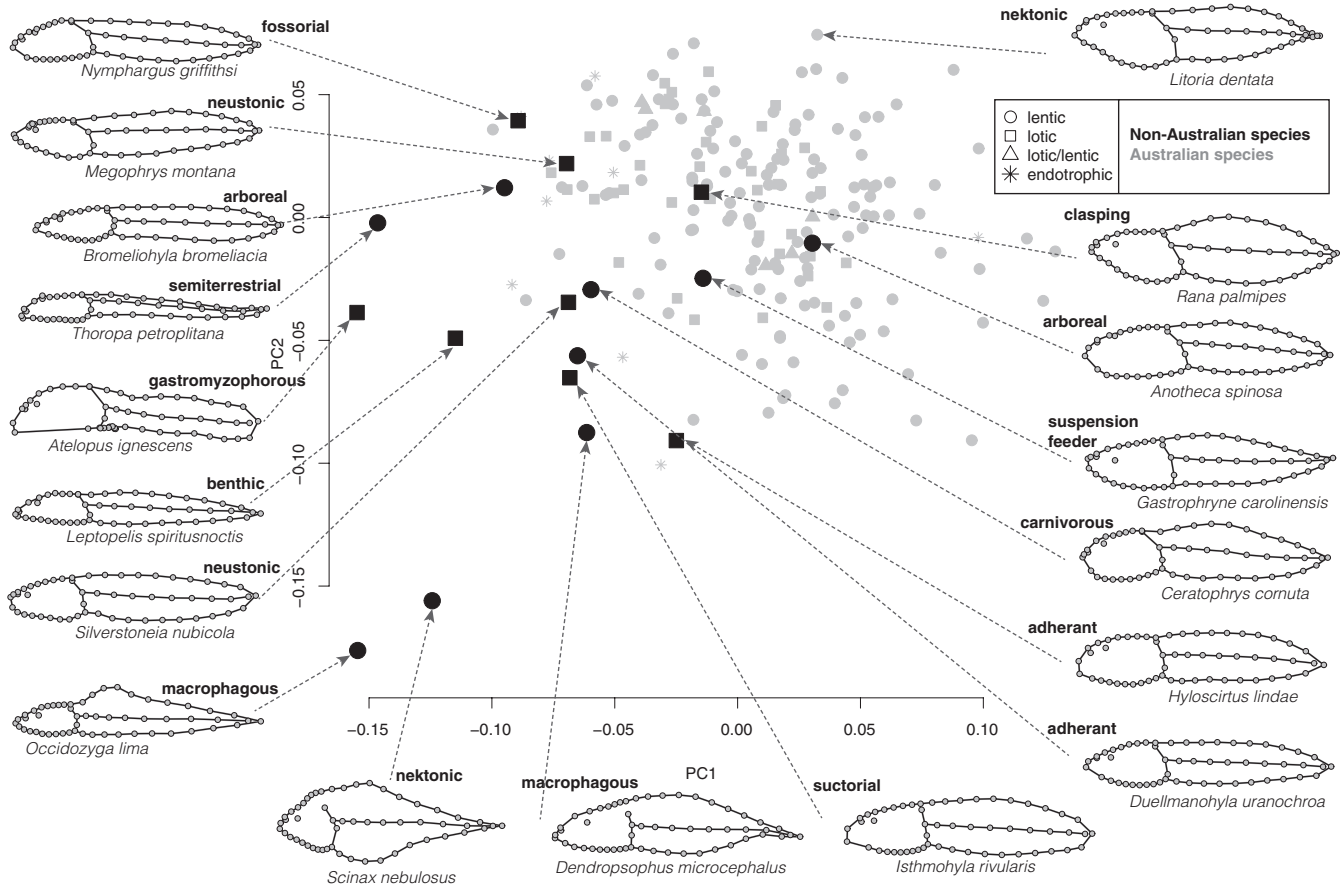 fossorial
Nymphargus griffithsi
neustonic
Megophrys montana
arboreal
Bromeliohyla bromeliacia
semiterrestrial
Thoropa petroplitana
gastromyzophorous
Atelopus ignescens
benthic
Leptopelis spiritusnoctis
neustonic
Silverstoneia nubicola
macrophagous
Occidozyga lima
nektonic
Scinax nebulosus
macrophagous
Dendropsophus microcephalus
suctorial
Isthmohyla rivularis
nektonic
Litoria dentata
lentic
lotic
lotic/lentic
endotrophic
Non-Australian species
Australian species
clasping
Rana palmipes
arboreal
Anotheca spinosa
suspension
feeder
Gastrophryne carolinensis
carnivorous
Ceratophrys cornuta
adherant
Hyloscirtus lindae
adherant
Duellmanohyla uranochroa
0.05
0.00
−0.05
−0.10
−0.15
PC2
−0.15 −0.10 −0.05 0.00 0.05 0.10
PC1